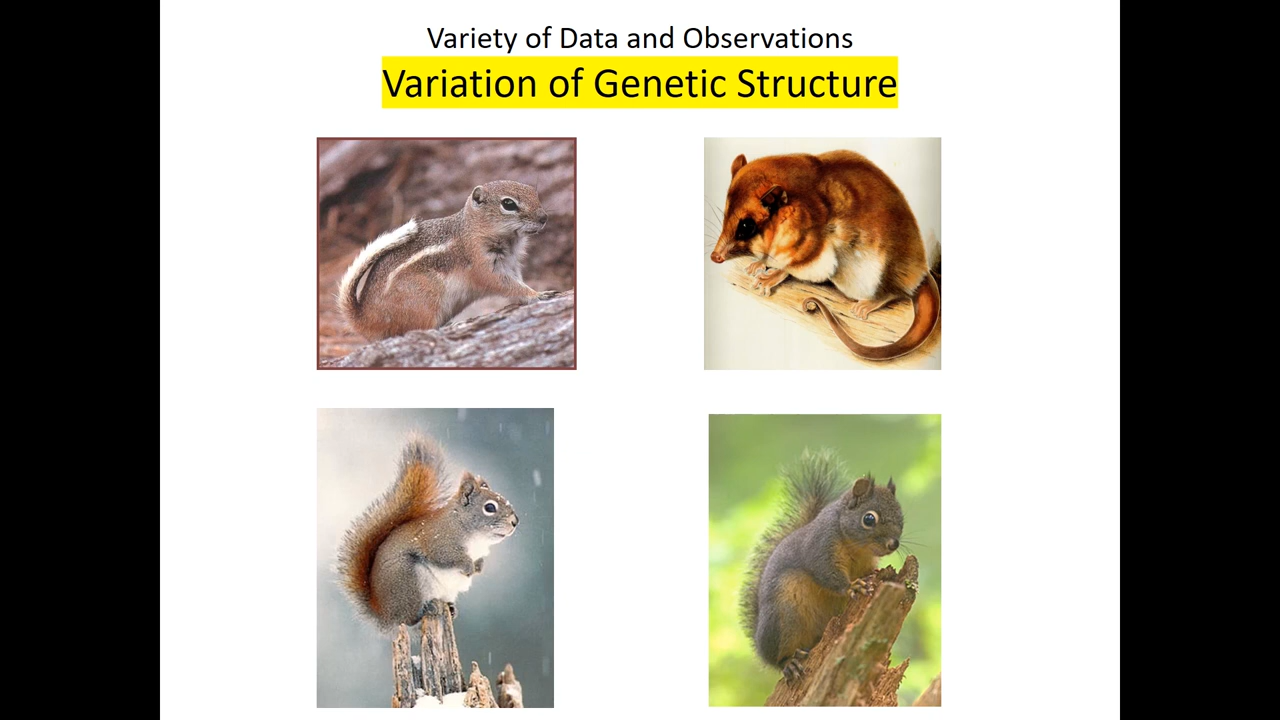 Variety of Data and Observations
Variation of Genetic Structure